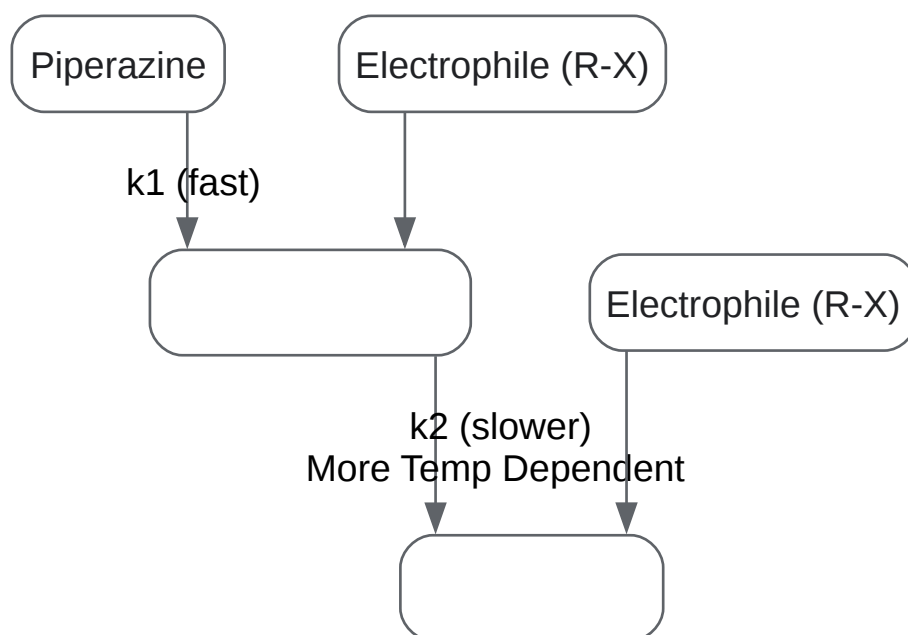 Piperazine
Electrophile (R-X)
k1 (fast)
Electrophile (R-X)
k2 (slower)
More Temp Dependent